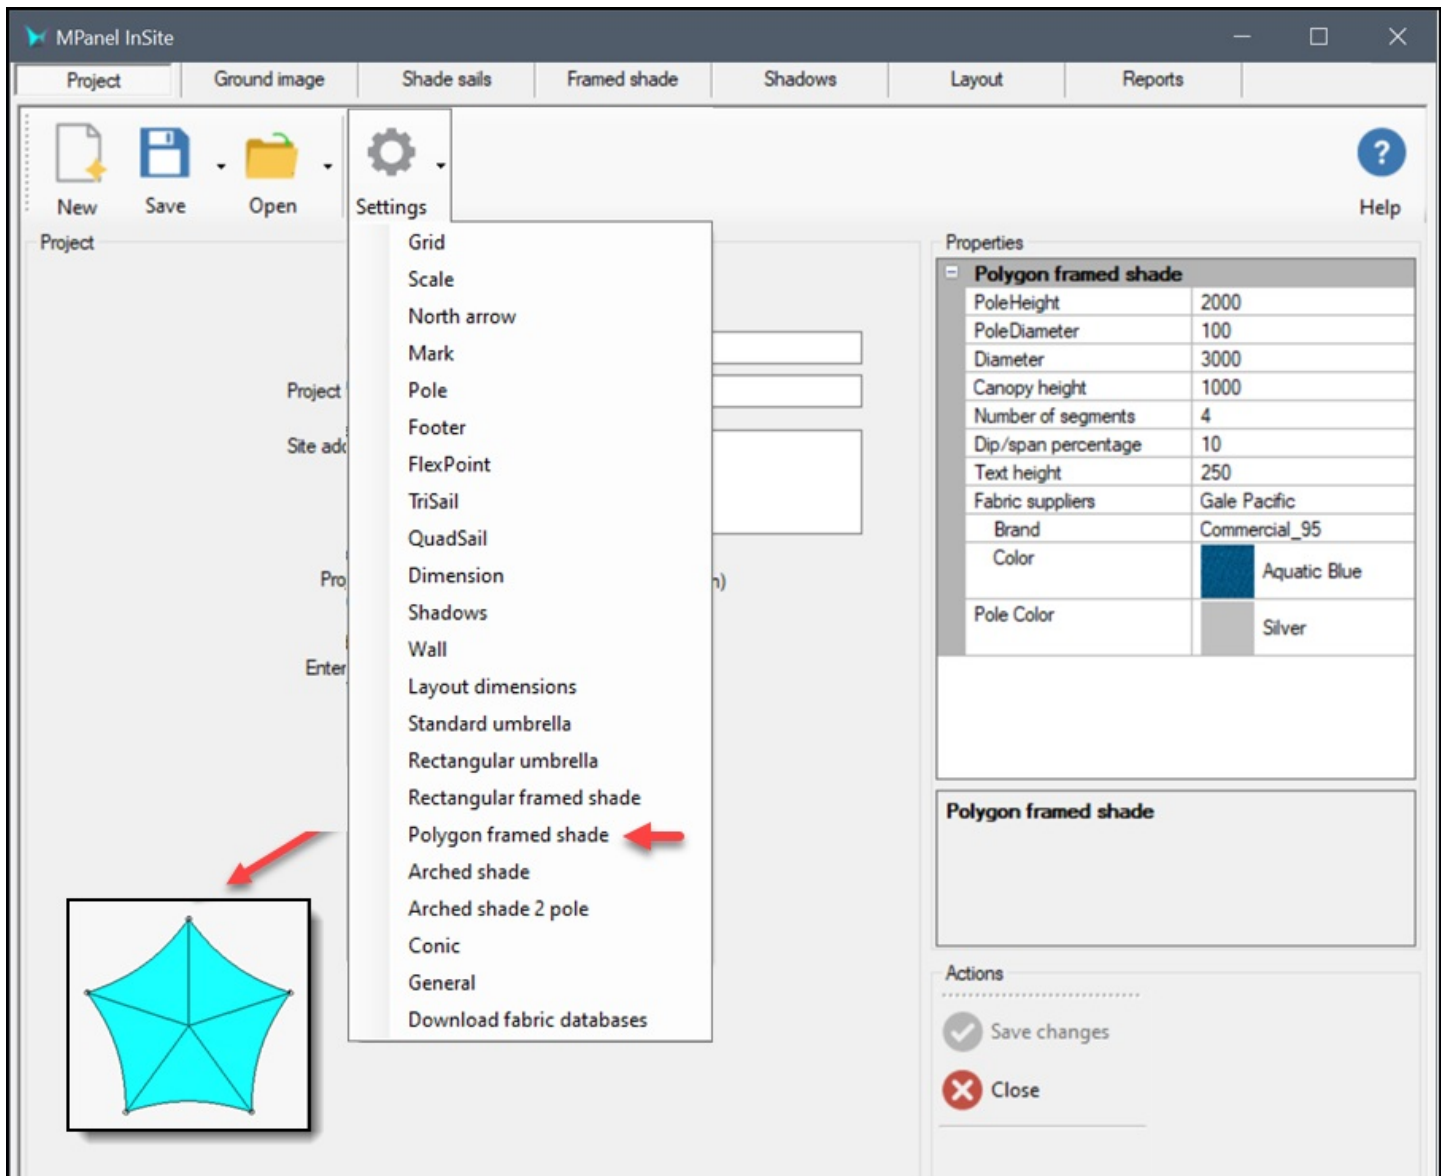 MPanel InSite
Project Ground image Shade sails Framed shade Shadows Layout Reports
New Save Open Settings Help
Project
Project
Site
Enter
Grid
Scale
North arrow
Mark
Pole
Footer
FlexPoint
TriSail
QuadSail
Dimension
Shadows
Wall
Layout dimensions
Standard umbrella
Rectangular umbrella
Rectangular framed shade
Polygon framed shade
Arched shade
Arched shade 2 pole
Conic
General
Download fabric databases
Properties
Polygon framed shade
PoleHeight 2000
PoleDiameter 100
Diameter 3000
Canopy height 1000
Number of segments 4
Dip/span percentage 10
Text height 250
Fabric suppliers Gale Pacific
Brand Commercial_95
Color Aquatic Blue
Pole Color Silver
Polygon framed shade
Actions
Save changes
Close